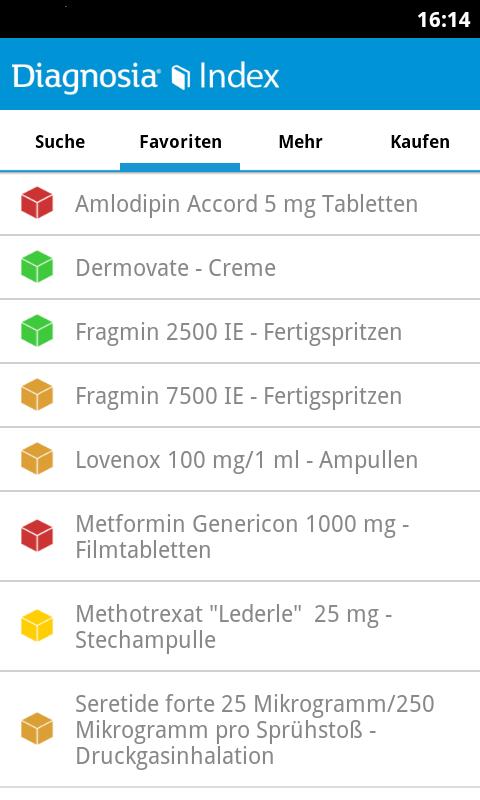 16:14
Diagnosia® Index
Suche Favoriten Mehr Kaufen
Amlodipin Accord 5 mg Tabletten
Dermovate - Creme
Fragmin 2500 IE - Fertigspritzen
Fragmin 7500 IE - Fertigspritzen
Lovenox 100 mg/1 ml - Ampullen
Metformin Genericon 1000 mg -
Filmtabletten
Methotrexat "Lederle"  25 mg -
Stechampulle
Seretide forte 25 Mikrogramm/250
Mikrogramm pro Sprühstoß -
Druckgasinhalation